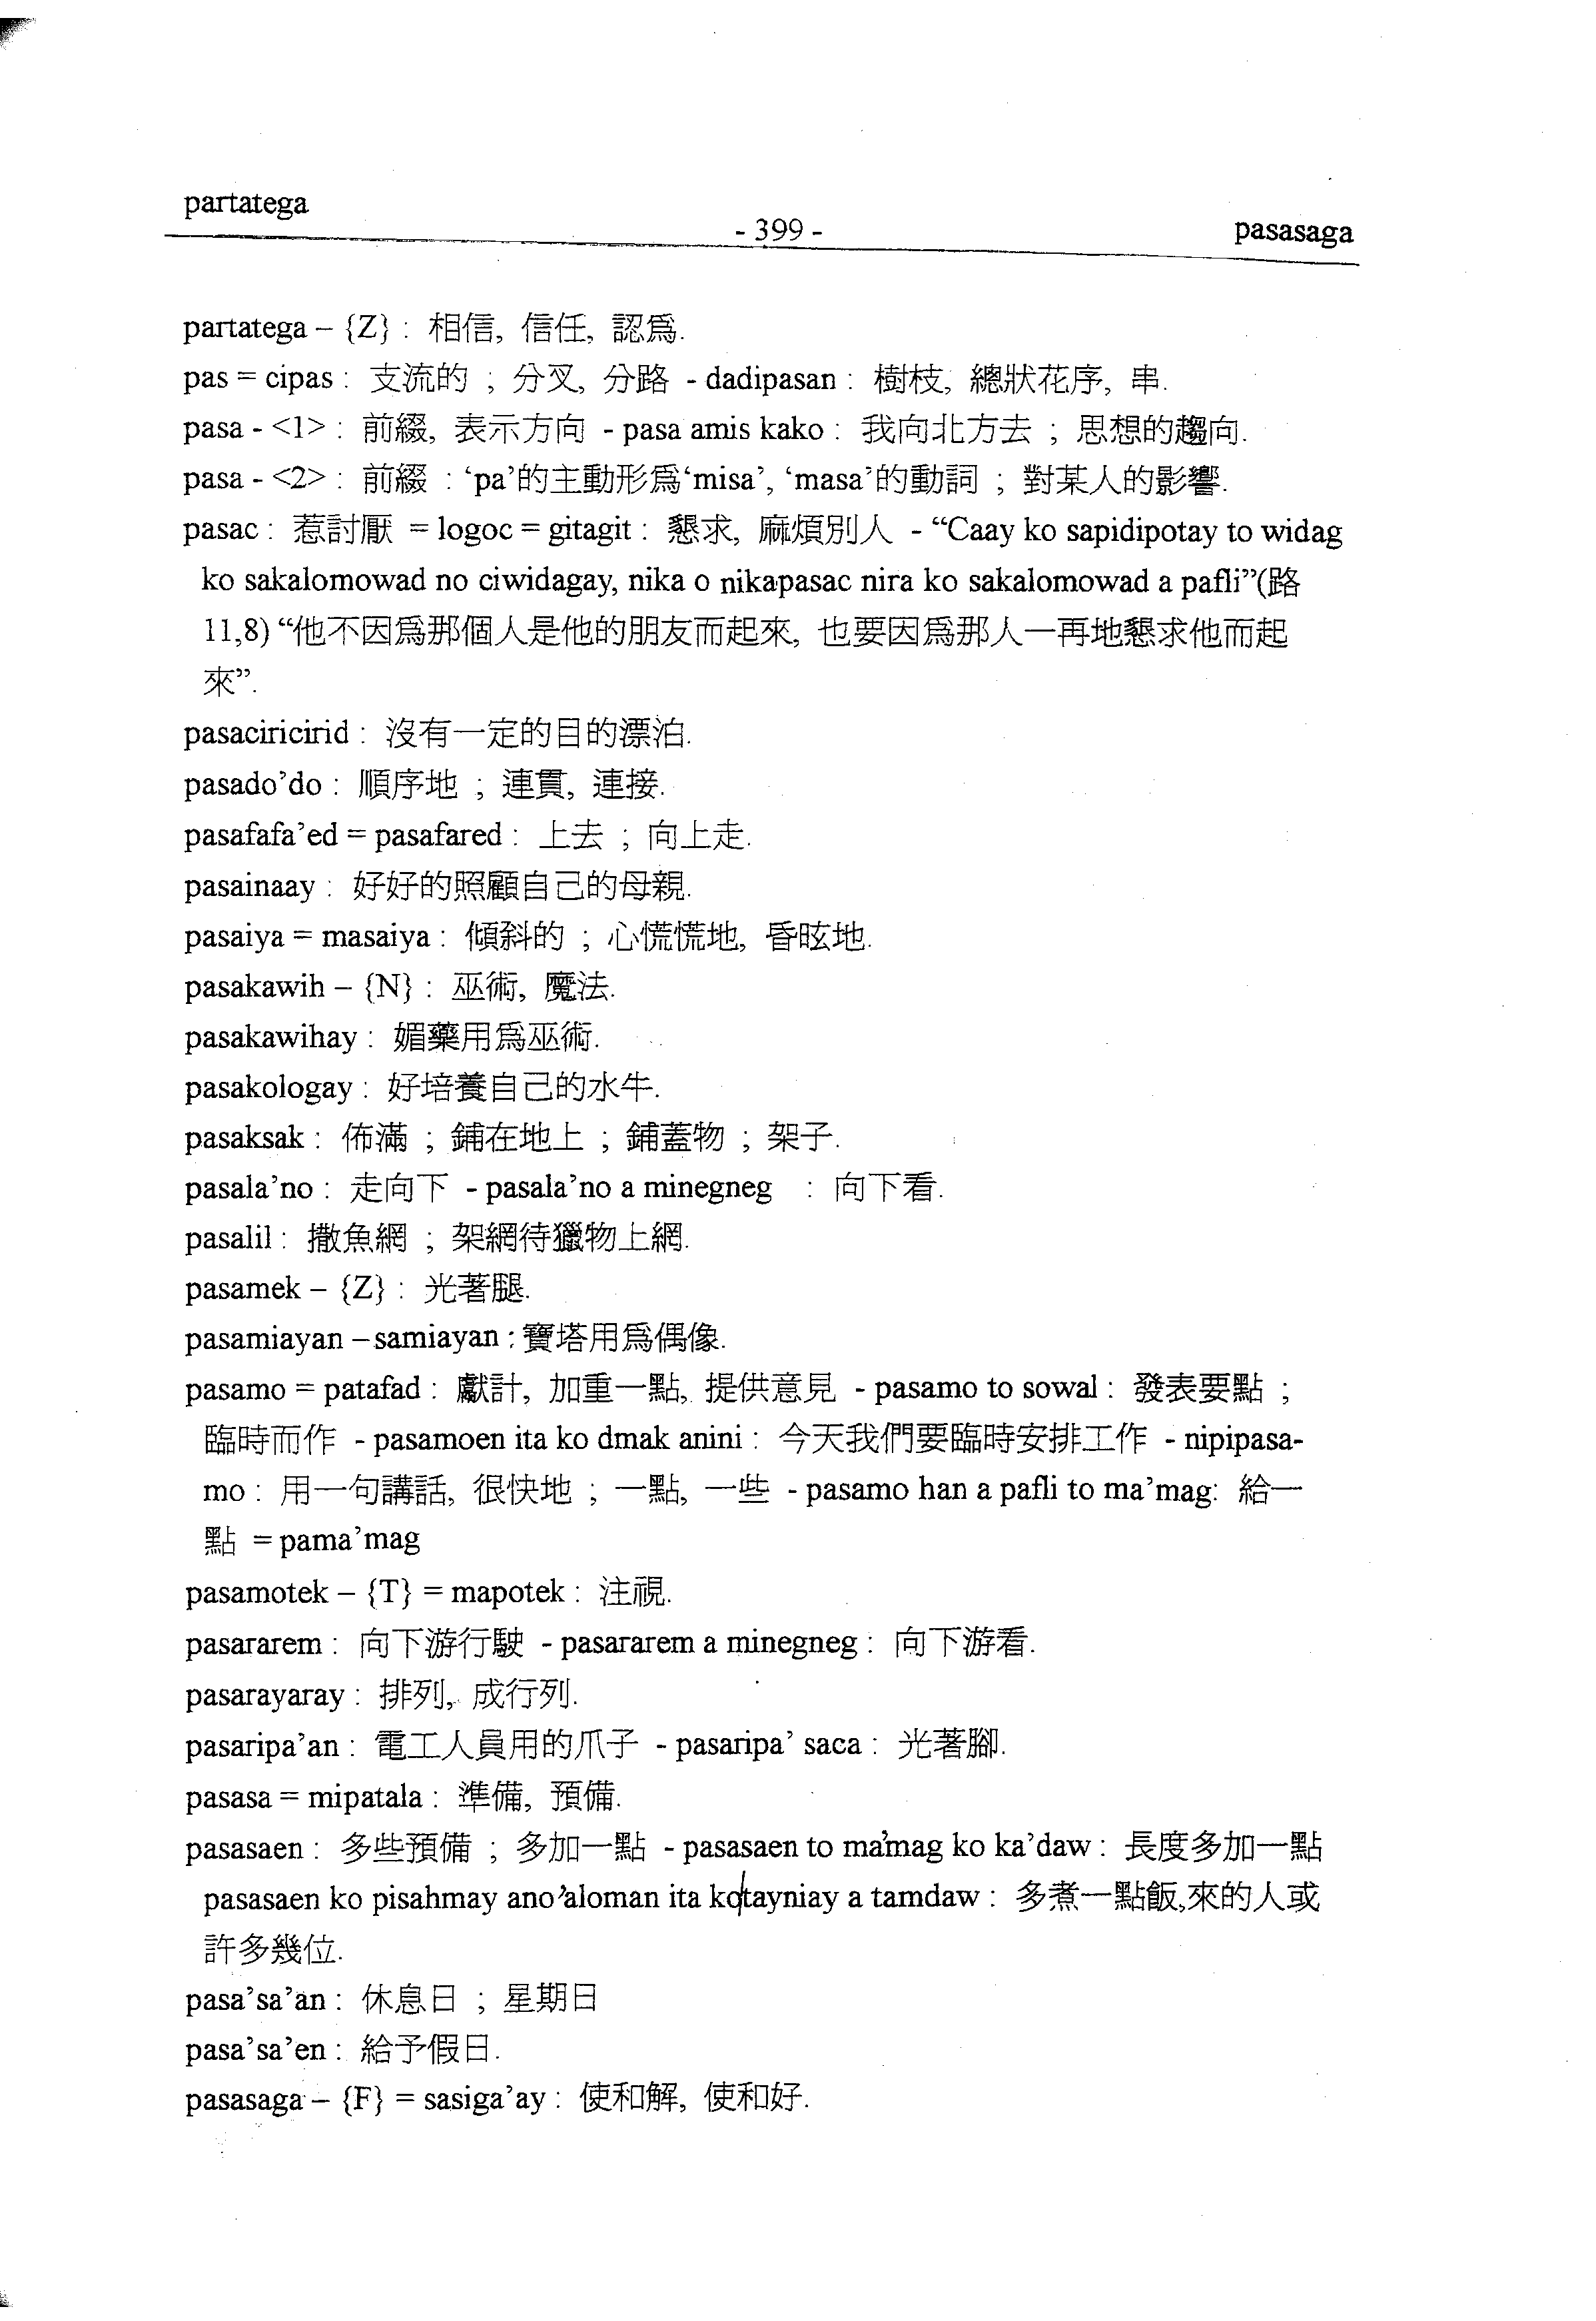 partatega
- 399 -
pasasaga
partatega – {Z} : 相信, 信任, 認爲.
pas = cipas : 支流的 ; 分叉, 分路 - dadipasan : 樹枝, 總狀花序, 串.
pasa - <1> : 前綴, 表示方向 - pasa amis kako : 我向北方去 ; 思想的趨向.
pasa - <2> : 前綴 : ‘pa’的主動形爲‘misa’, ‘masa’的動詞 ; 對某人的影響.
pasac : 惹討厭 = logoc = gitagit : 懇求, 麻煩別人 - “Caay ko sapidipotay to widag
ko sakalomowad no ciwidagay, nika o nikapasac nira ko sakalomowad a pafli”(路
11,8) “他不因爲那個人是他的朋友而起來, 也要因爲那人一再地懇求他而起
來”.
pasaciricirid : 沒有一定的目的漂泊.
pasado’do : 順序地 ; 連貫, 連接.
pasafafa’ed = pasafared : 上去 ; 向上走.
pasainaay : 好好的照顧自己的母親.
pasaiya = masaiya : 傾斜的 ; 心慌慌地, 昏眩地.
pasakawih – {N} : 巫術, 魔法.
pasakawihay : 媚藥用爲巫術.
pasakologay : 好培養自己的水牛.
pasaksak : 佈滿 ; 鋪在地上 ; 鋪蓋物 ; 架子.
pasala’no : 走向下 - pasala’no a minegneg : 向下看.
pasalil : 撒魚網 ; 架網待獵物上網.
pasamek – {Z} : 光著腿.
pasamiayan – samiayan : 寶塔用爲偶像.
pasamo = patafad : 獻計, 加重一點, 提供意見 - pasamo to sowal : 發表要點 ;
臨時而作 - pasamoen ita ko dmak anini : 今天我們要臨時安排工作 - nipipasa-
mo : 用一句講話, 很快地 ; 一點, 一些 - pasamo han a pafli to ma’mag: 給一
點 = pama’mag
pasamotek – {T} = mapotek : 注視.
pasararem : 向下游行駛 - pasararem a minegneg : 向下游看.
pasarayaray : 排列, 成行列.
pasaripa’an : 電工人員用的爪子 - pasaripa’ saca : 光著腳.
pasasa = mipatala : 準備, 預備.
pasasaen : 多些預備 ; 多加一點 - pasasaen to ma’mag ko ka’daw : 長度多加一點
pasasaen ko pisahmay ano ’aloman ita ko tayniay a tamdaw : 多煮一點飯,來的人或
許多幾位.
pasa’sa’an : 休息日 ; 星期日
pasa’sa’en : 給予假日.
pasasaga – {F} = sasiga’ay : 使和解, 使和好.